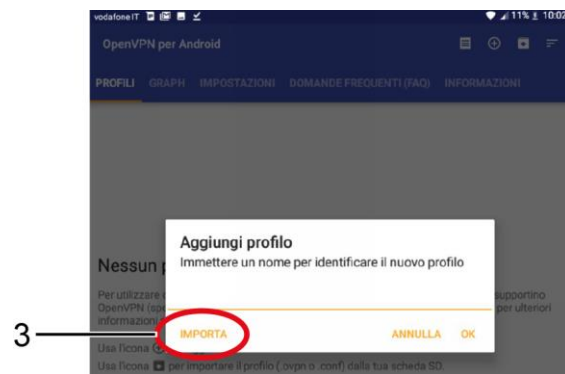 vodafone IT 11% 10:02
OpenVPN per Android
PROFILI GRAPH IMPOSTAZIONI DOMANDE FREQUENTI (FAQ) INFORMAZIONI
Aggiungi profilo
Immettere un nome per identificare il nuovo profilo
Nessun
Per utilizzare supportino
OpenVPN per ulteriori
informazioni
3
IMPORTA ANNULLA OK
Usa l'icona
Usa l'icona per importare il profilo (.ovpn o .conf) dalla tua scheda SD.